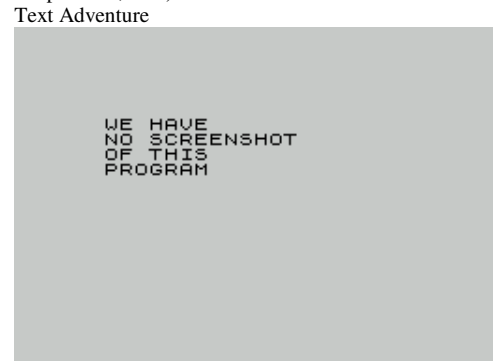 Text Adventure
WE HAVE
NO SCREENSHOT
OF THIS
PROGRAM